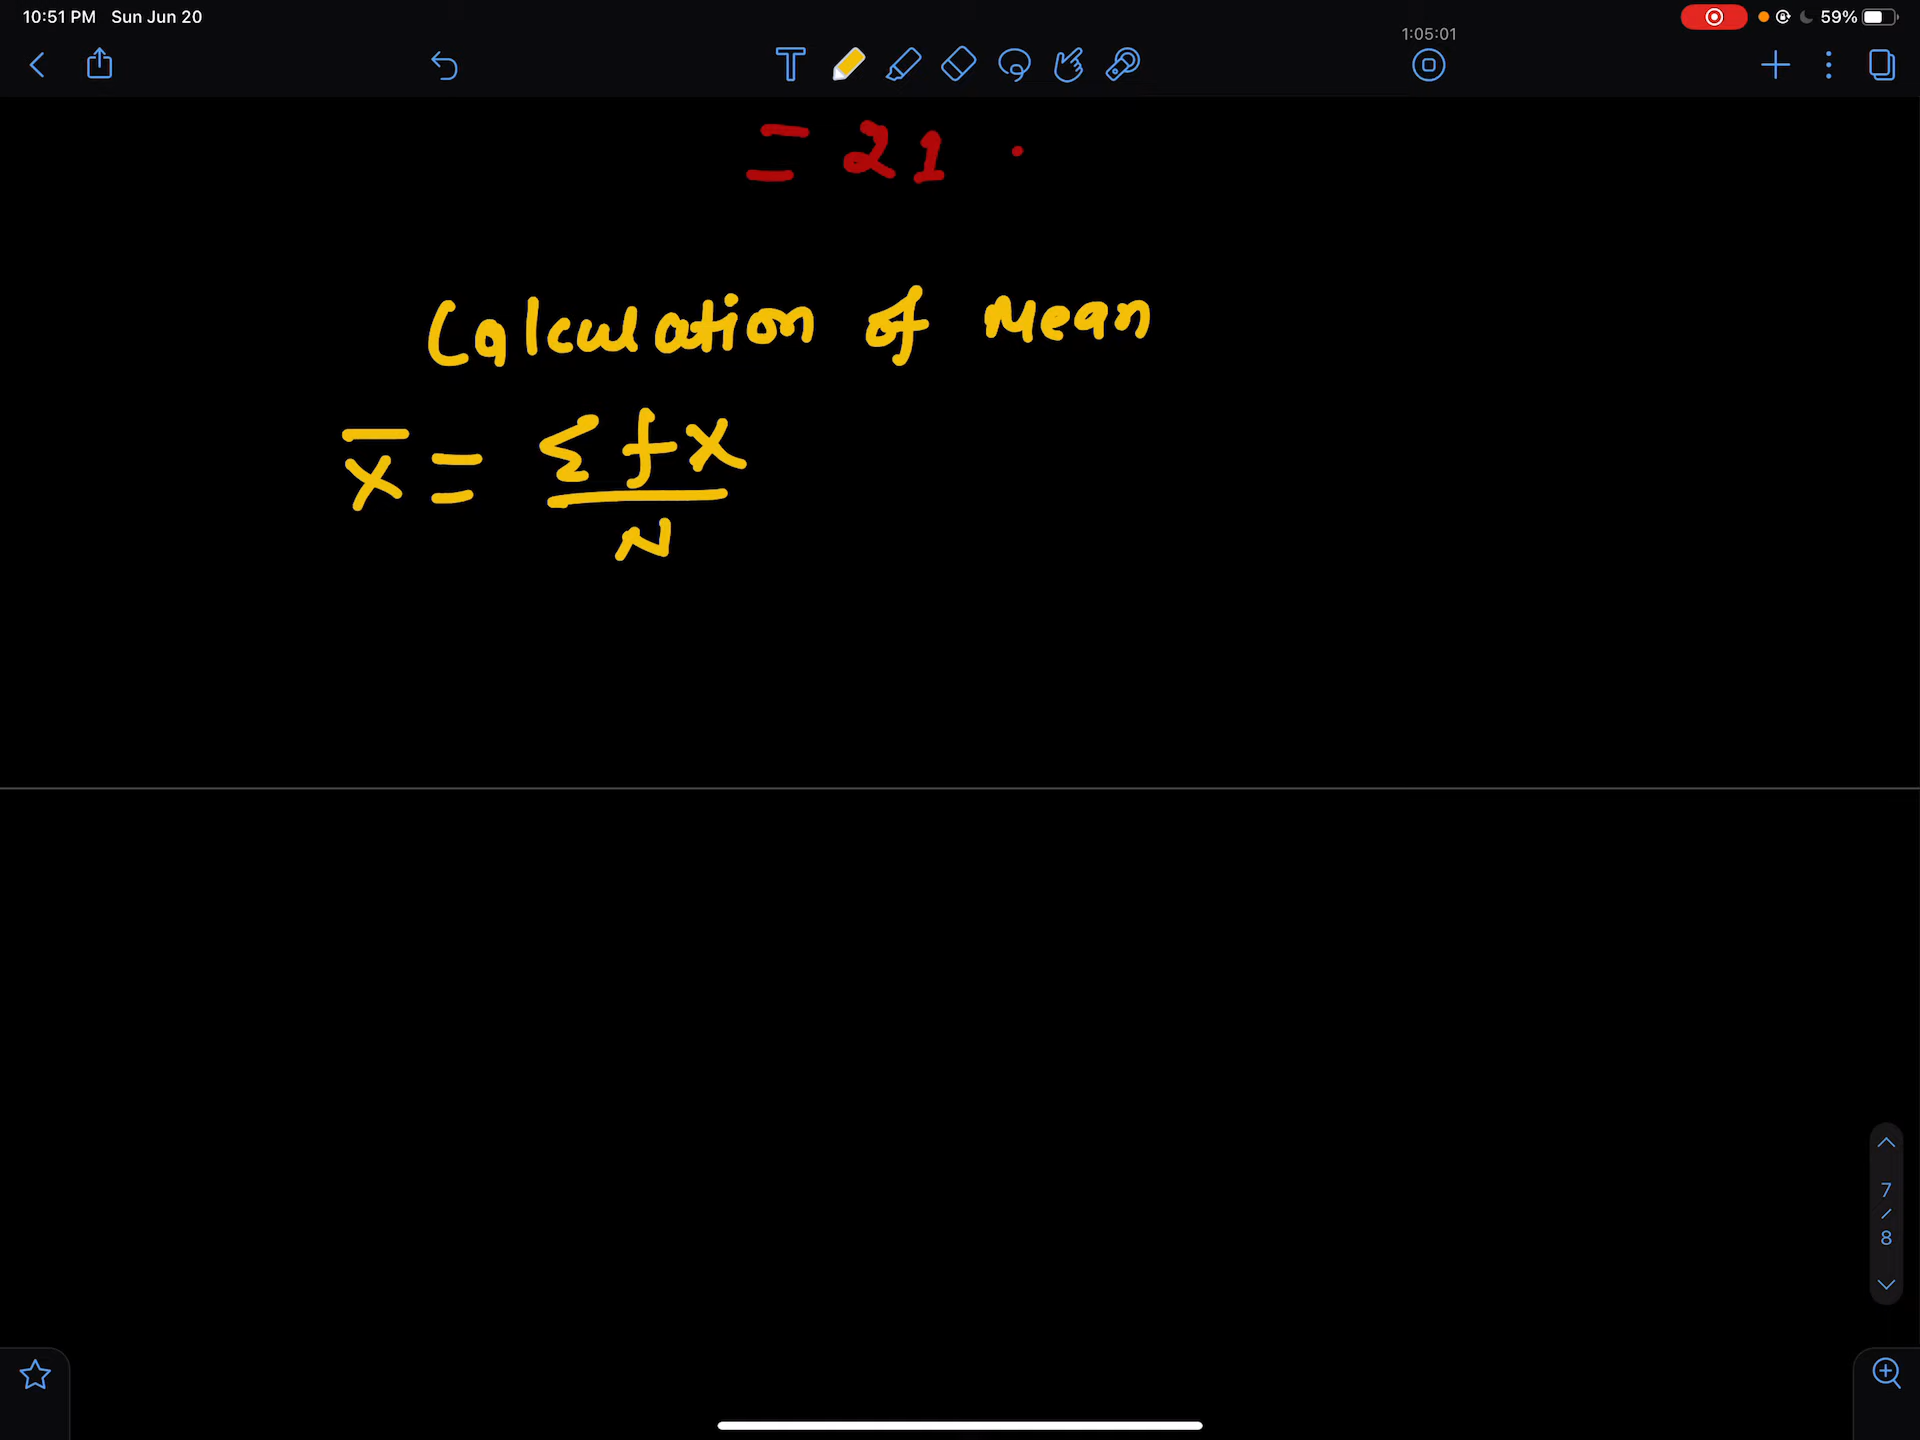 10:51 PM Sun Jun 20
59%
1:05:01
= 21 .
Calculation of Mean
x̄ = Σfx
N
7
/
8